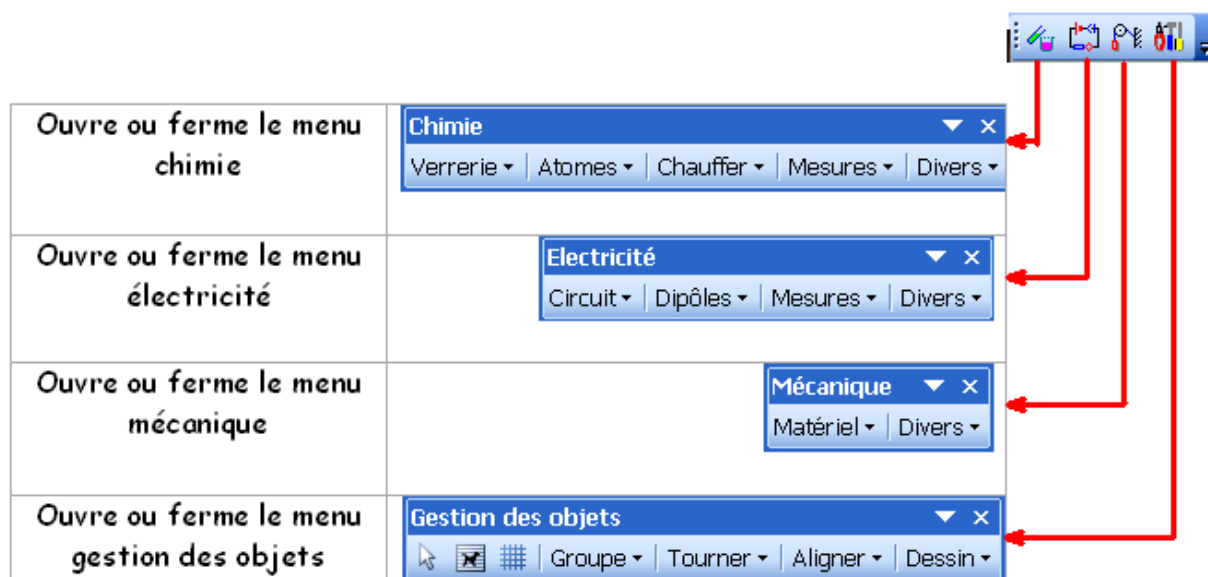 Ouvre ou ferme le menu
chimie
Chimie
Verrerie Atomes Chauffer Mesures Divers
Ouvre ou ferme le menu
électricité
Electricité
Circuit Dipôles Mesures Divers
Ouvre ou ferme le menu
mécanique
Mécanique
Matériel Divers
Ouvre ou ferme le menu
gestion des objets
Gestion des objets
Groupe Tourner Aligner Dessin